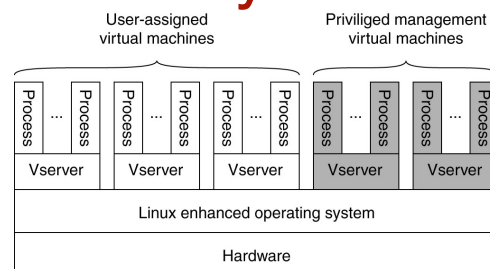 User-assigned
virtual machines
Priviliged management
virtual machines
Process ... Process Process ... Process Process ... Process Process ... Process Process ... Process
Vserver Vserver Vserver Vserver Vserver
Linux enhanced operating system
Hardware